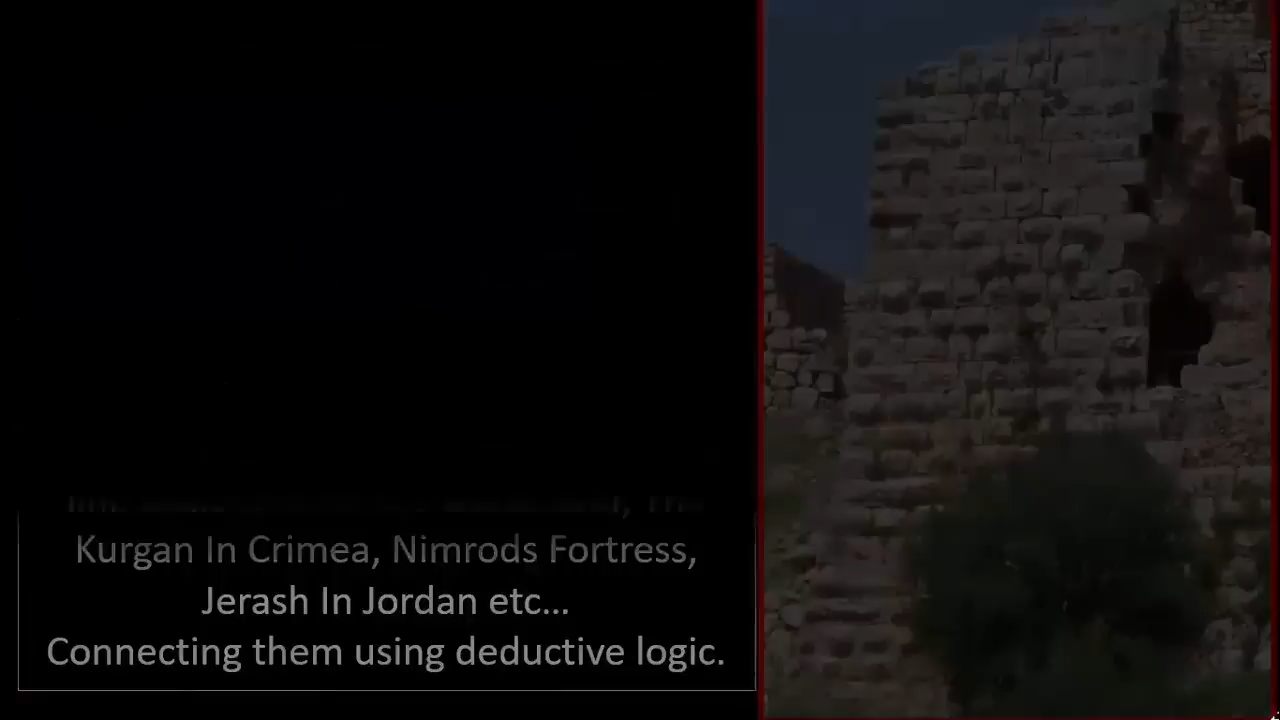 Kurgan In Crimea, Nimrods Fortress,
Jerash In Jordan etc...
Connecting them using deductive logic.